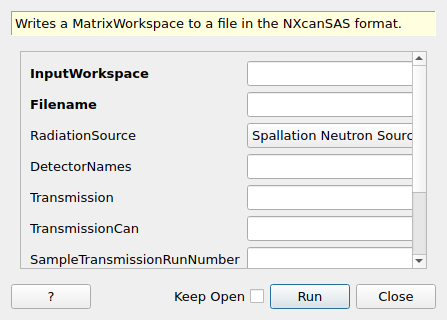 Writes a MatrixWorkspace to a file in the NXcanSAS format.
InputWorkspace
Filename
RadiationSource
Spallation Neutron Sourc
DetectorNames
Transmission
TransmissionCan
SampleTransmissionRunNumber
? Keep Open Run Close